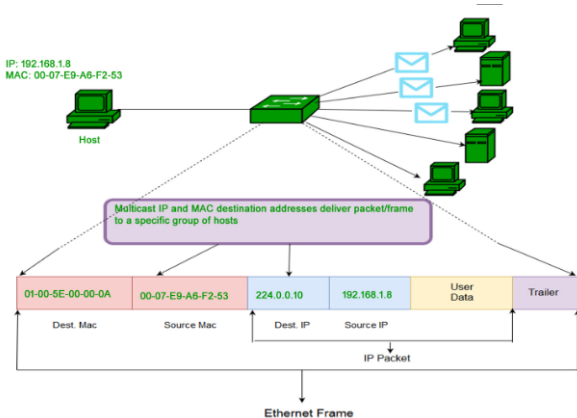 IP: 192.168.1.8
MAC: 00-07-E9-A6-F2-53
Host
Multicast IP and MAC destination addresses deliver packet/frame
to a specific group of hosts
01-00-5E-00-00-0A
00-07-E9-A6-F2-53
224.0.0.10
192.168.1.8
User
Data
Trailer
Dest. Mac
Source Mac
Dest. IP
Source IP
IP Packet
Ethernet Frame